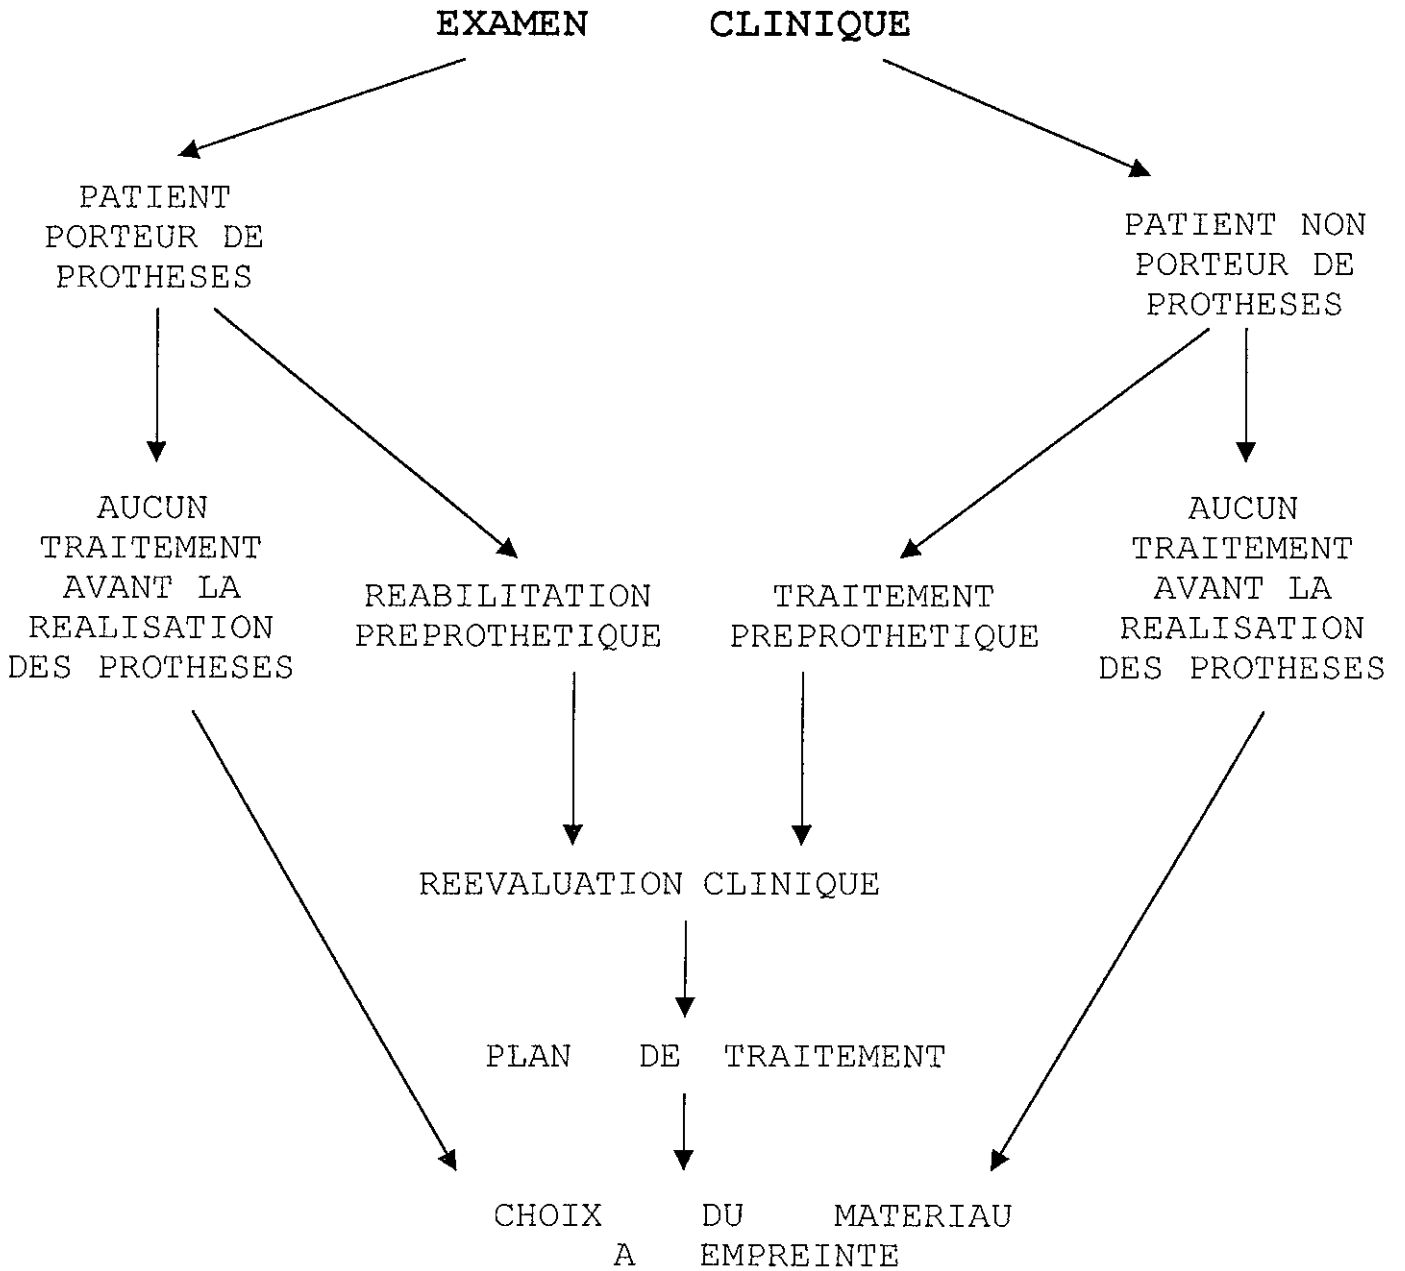 EXAMEN CLINIQUE
PATIENT
PORTEUR DE
PROTHESES
PATIENT NON
PORTEUR DE
PROTHESES
AUCUN
TRAITEMENT
AVANT LA
REALISATION
DES PROTHESES
REABILITATION
PREPROTHETIQUE
TRAITEMENT
PREPROTHETIQUE
AUCUN
TRAITEMENT
AVANT LA
REALISATION
DES PROTHESES
REEVALUATION CLINIQUE
PLAN DE TRAITEMENT
CHOIX DU MATERIAU
A EMPREINTE